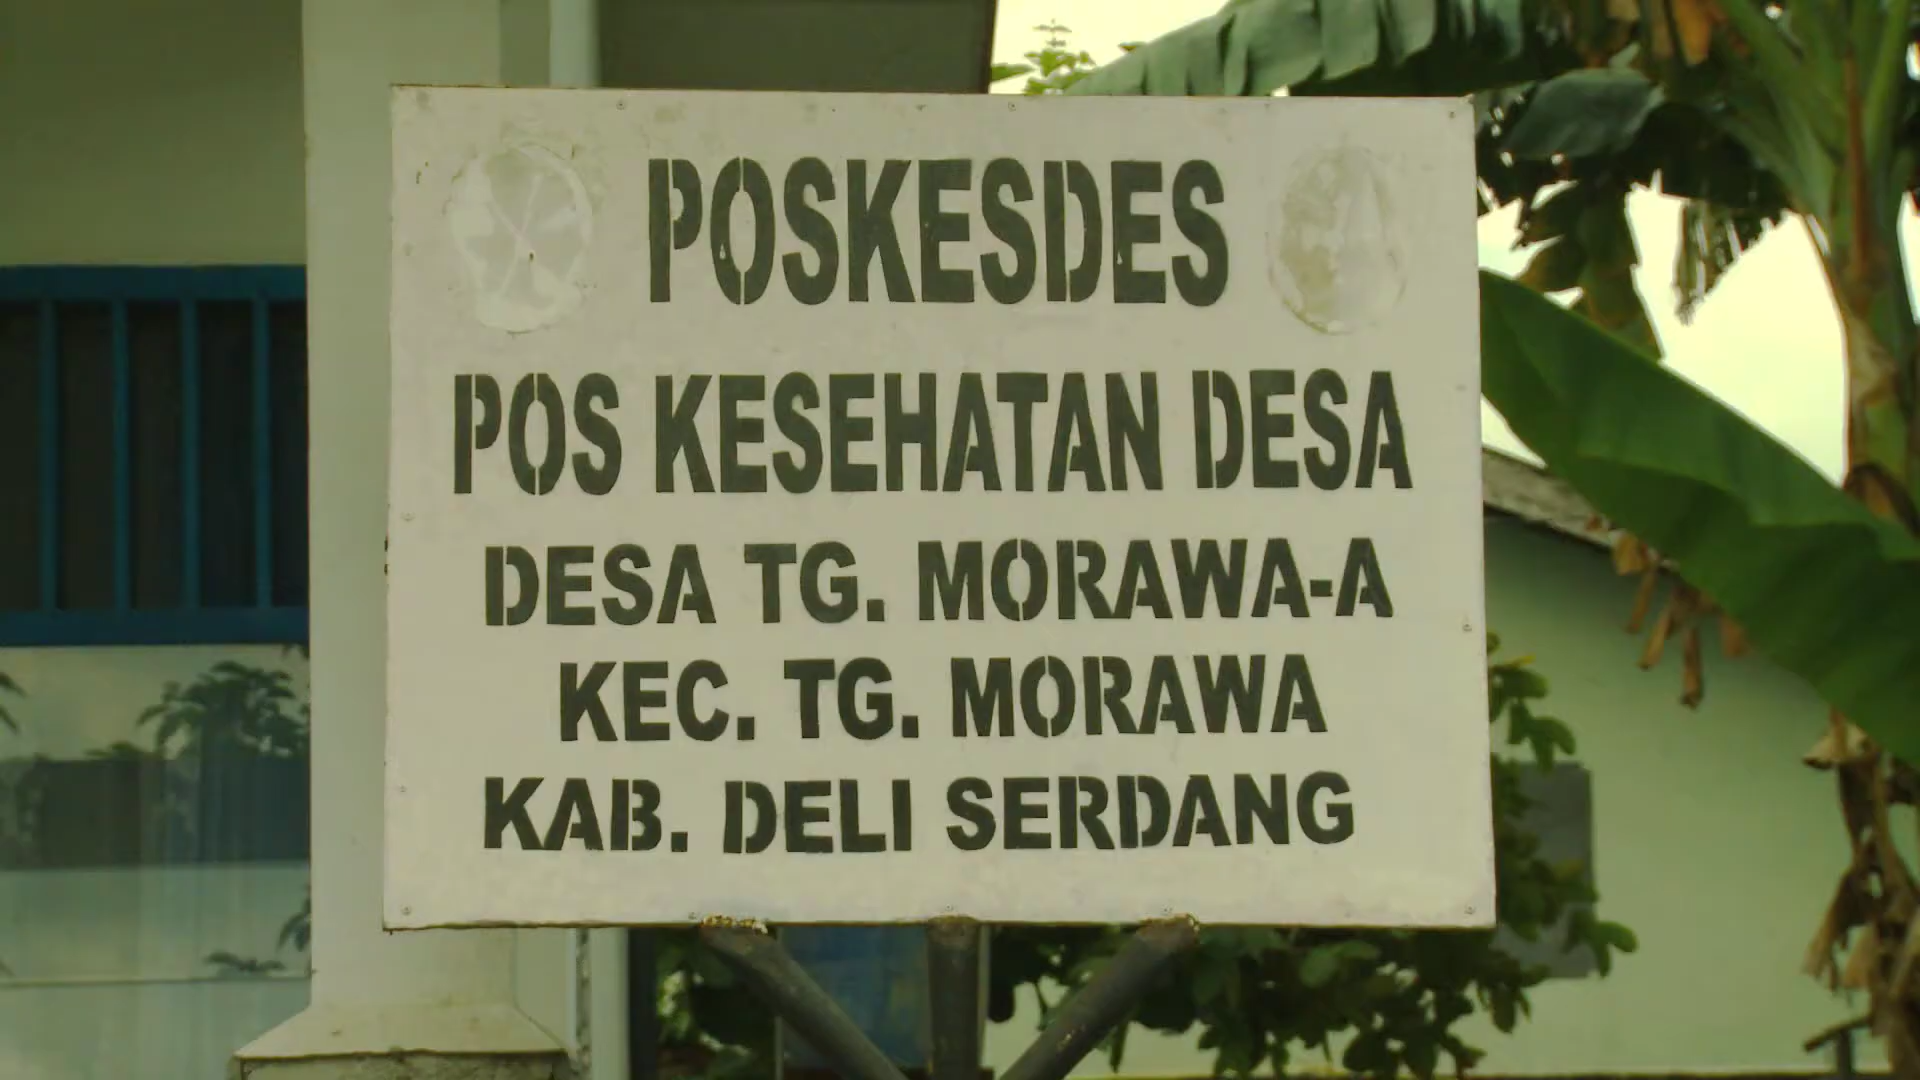 POSKESDES
POS KESEHATAN DESA
DESA TG. MORAWA-A
KEC. TG. MORAWA
KAB. DELI SERDANG